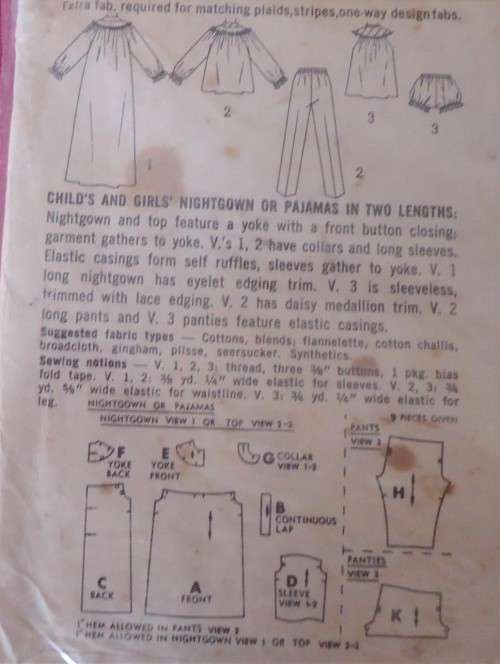 Extra fab. required for matching plaids, stripes, one-way design fabs.
1
2
2
3
3
CHILD'S AND GIRLS' NIGHTGOWN OR PAJAMAS IN TWO LENGTHS:
Nightgown and top feature a yoke with a front button closing;
garment gathers to yoke. V.'s 1, 2 have collars and long sleeves.
Elastic casings form self ruffles, sleeves gather to yoke. V. 1
long nightgown has eyelet edging trim. V. 3 is sleeveless,
trimmed with lace edging. V. 2 has daisy medallion trim. V. 2
long pants and V. 3 panties feature elastic casings.
Suggested fabric types — Cottons, blends; flannelette, cotton challis,
broadcloth, gingham, plisse, seersucker. Synthetics.
Sewing notions — V. 1, 2, 3: thread, three ⅜" buttons, 1 pkg. bias
fold tape. V. 1, 2: ⅜ yd. ¼" wide elastic for sleeves. V. 2, 3: ¾
yd. ⅝" wide elastic for waistline. V. 3: ¾ yd. ¼" wide elastic for
leg.
NIGHTGOWN OR PAJAMAS
9 PIECES GIVEN
NIGHTGOWN VIEW 1 OR TOP VIEW 2-3
F
YOKE
BACK
E
YOKE
FRONT
G COLLAR
VIEW 1-2
C
BACK
A
FRONT
B
CONTINUOUS
LAP
D
SLEEVE
VIEW 1-2
PANTS
VIEW 2
H
PANTIES
VIEW 3
K
1" HEM ALLOWED IN PANTS VIEW 2
1" HEM ALLOWED IN NIGHTGOWN VIEW 1 OR TOP VIEW 2-3